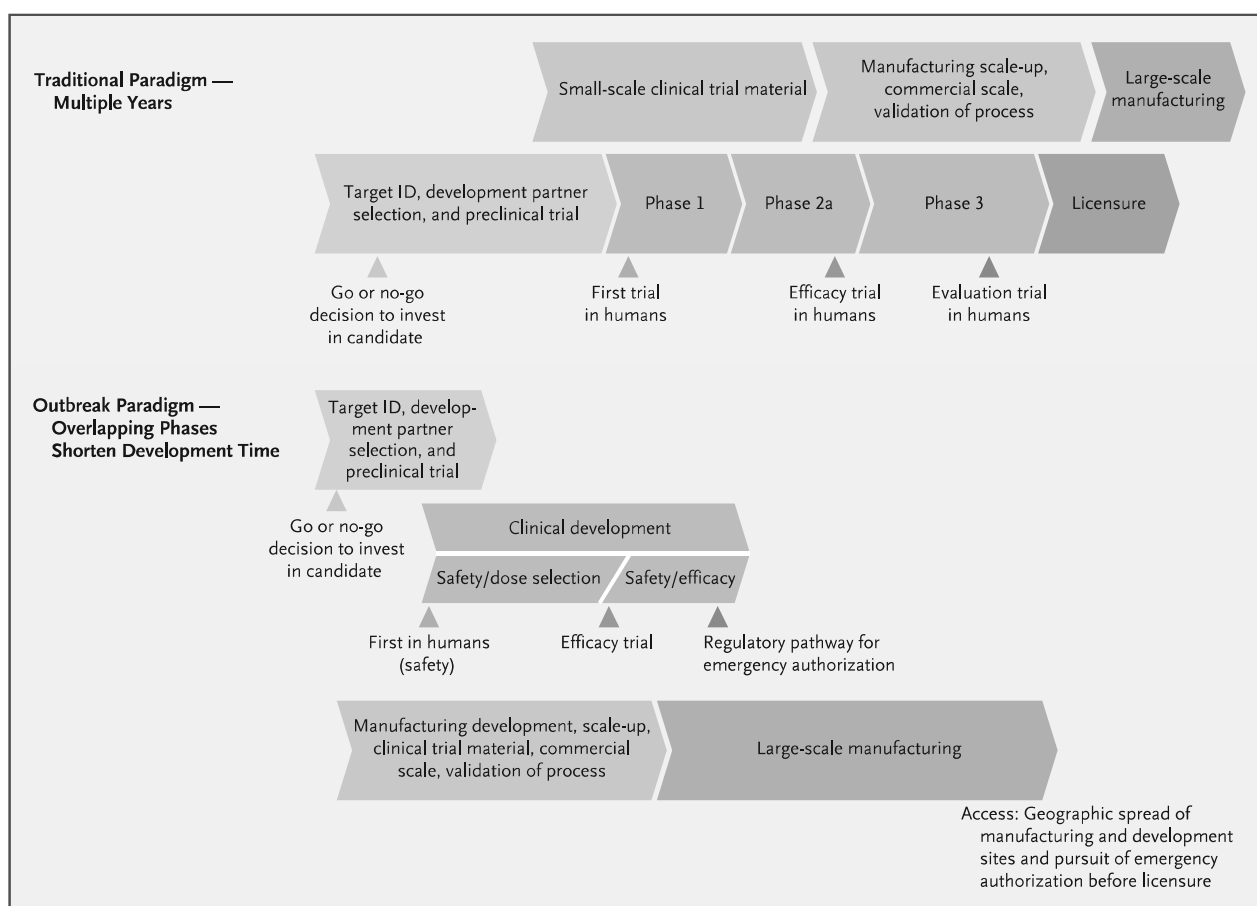 Traditional Paradigm —
Multiple Years
Small-scale clinical trial material
Manufacturing scale-up,
commercial scale,
validation of process
Large-scale
manufacturing
Target ID, development partner
selection, and preclinical trial
Phase 1
Phase 2a
Phase 3
Licensure
Go or no-go
decision to invest
in candidate
First trial
in humans
Efficacy trial
in humans
Evaluation trial
in humans
Outbreak Paradigm —
Overlapping Phases
Shorten Development Time
Target ID, develop-
ment partner
selection, and
preclinical trial
Go or no-go
decision to invest
in candidate
Clinical development
Safety/dose selection
Safety/efficacy
First in humans
(safety)
Efficacy trial
Regulatory pathway for
emergency authorization
Manufacturing development, scale-up,
clinical trial material, commercial
scale, validation of process
Large-scale manufacturing
Access: Geographic spread of
manufacturing and development
sites and pursuit of emergency
authorization before licensure